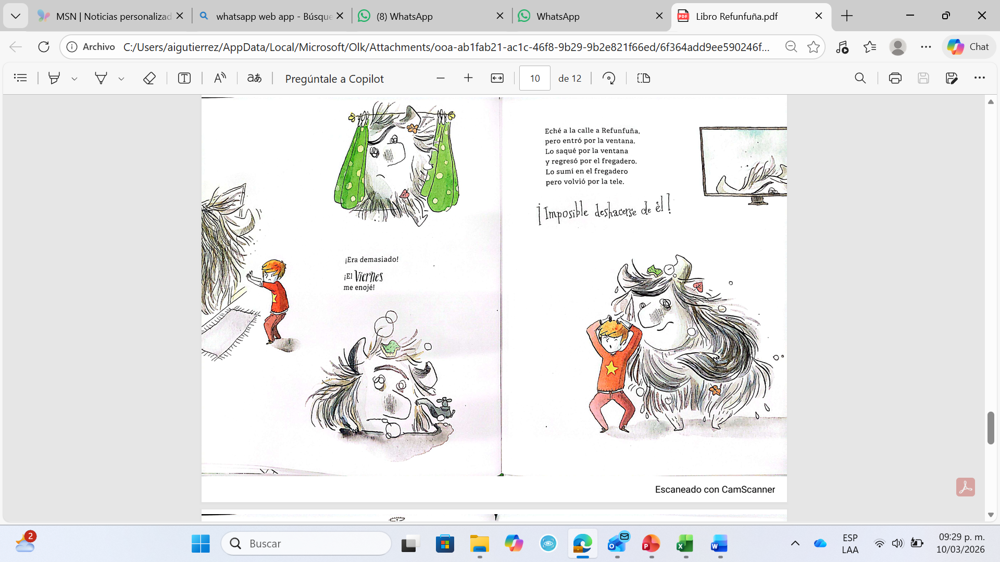 MSN | Noticias personalizad
whatsapp web app - Búsque
(8) WhatsApp
WhatsApp
Libro Refunfuña.pdf
Archivo
C:/Users/aigutierrez/AppData/Local/Microsoft/Olk/Attachments/ooa-ab1fab21-ac1c-46f8-9b29-9b2e821f66ed/6f364add9ee590246f...
Chat
Pregúntale a Copilot
10 de 12
¡Era demasiado!
¡El Viernes
me enojé!
Eché a la calle a Refunfuña,
pero entró por la ventana.
Lo saqué por la ventana
y regresó por el fregadero.
Lo sumí en el fregadero
pero volvió por la tele.
¡Imposible deshacerse de él!
Escaneado con CamScanner
2
Buscar
ESP
LAA
09:29 p. m.
10/03/2026